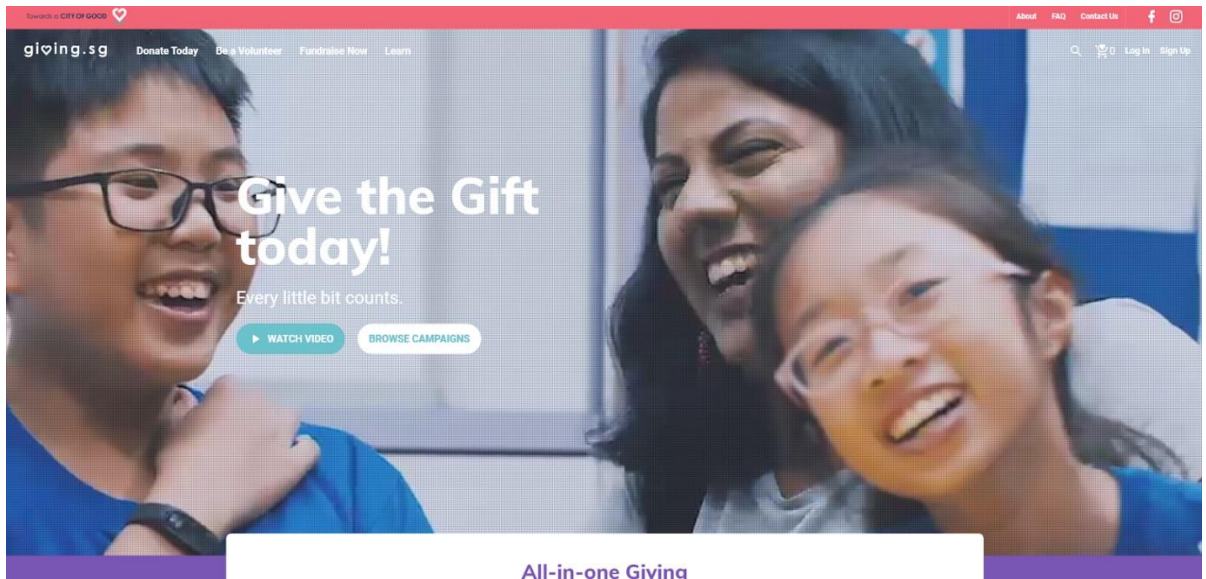 Towards a CITY OF GOOD
About FAQ Contact Us
giving.sg Donate Today Be a Volunteer Fundraise Now Learn 0 Log In Sign Up
Give the Gift
today!
Every little bit counts.
WATCH VIDEO BROWSE CAMPAIGNS
All-in-one Giving